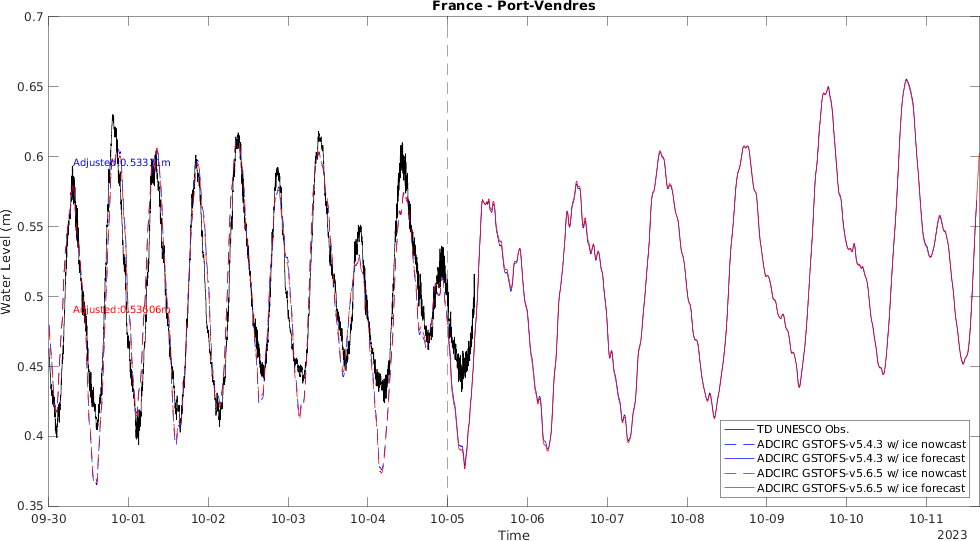 France - Port-Vendres
0.7
0.65
0.6
0.55
0.5
0.45
0.4
0.35
Water Level (m)
Adjusted:0.53606m
TD UNESCO Obs.
ADCIRC GSTOFS-v5.4.3 w/ ice nowcast
ADCIRC GSTOFS-v5.4.3 w/ ice forecast
ADCIRC GSTOFS-v5.6.5 w/ ice nowcast
ADCIRC GSTOFS-v5.6.5 w/ ice forecast
09-30 10-01 10-02 10-03 10-04 10-05 10-06 10-07 10-08 10-09 10-10 10-11
Time
2023